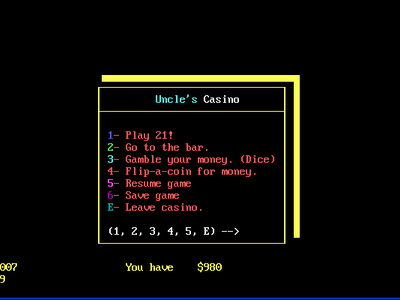 Uncle's Casino
1- Play 21!
2- Go to the bar.
3- Gamble your money. (Dice)
4- Flip-a-coin for money.
5- Resume game
6- Save game
E- Leave casino.
(1, 2, 3, 4, 5, E) -->
007 You have $980
9